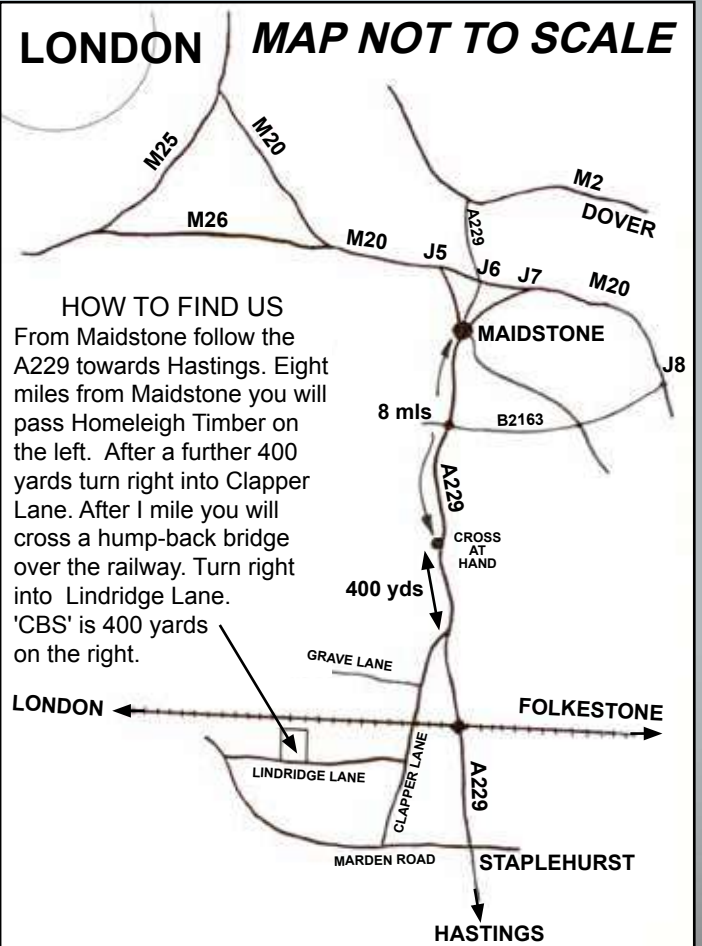 LONDON
MAP NOT TO SCALE
M25
M20
M26
M20
M2
DOVER
A229
J5
J6
J7
M20
J8
MAIDSTONE
HOW TO FIND US
From Maidstone follow the
A229 towards Hastings. Eight
miles from Maidstone you will
pass Homeleigh Timber on
the left. After a further 400
yards turn right into Clapper
Lane. After I mile you will
cross a hump-back bridge
over the railway. Turn right
into Lindridge Lane.
'CBS' is 400 yards
on the right.
8 mls
B2163
A229
CROSS
AT
HAND
400 yds
GRAVE LANE
LONDON
FOLKESTONE
LINDRIDGE LANE
CLAPPER LANE
A229
MARDEN ROAD
STAPLEHURST
HASTINGS